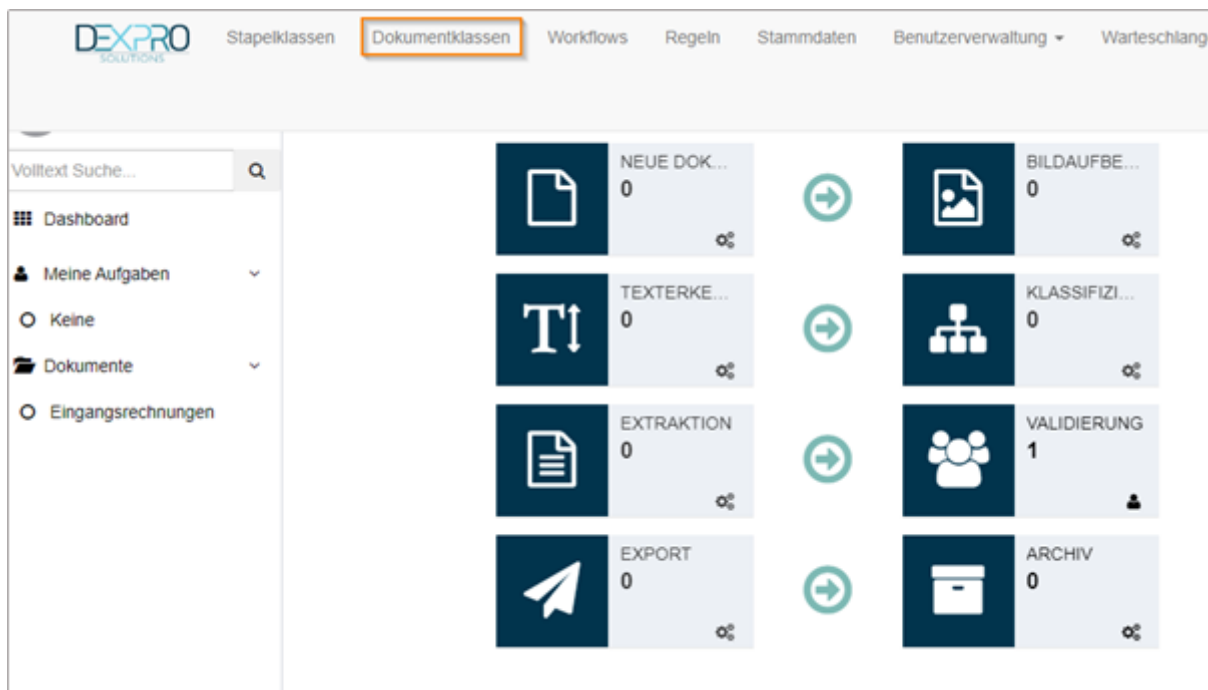 DEXPRO
SOLUTIONS
Stapelklassen Dokumentklassen Workflows Regeln Stammdaten Benutzerverwaltung Warteschlang
Volltext Suche...
Dashboard
Meine Aufgaben
Keine
Dokumente
Eingangsrechnungen
NEUE DOK...
0
BILDAUFBE...
0
TEXTERKE...
0
KLASSIFIZI...
0
EXTRAKTION
0
VALIDIERUNG
1
EXPORT
0
ARCHIV
0